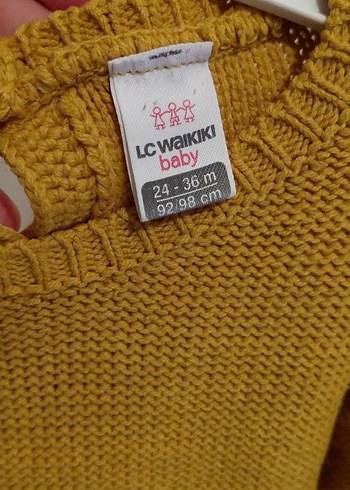 LC WAIKIKI
baby
24 - 36 m
92/98 cm